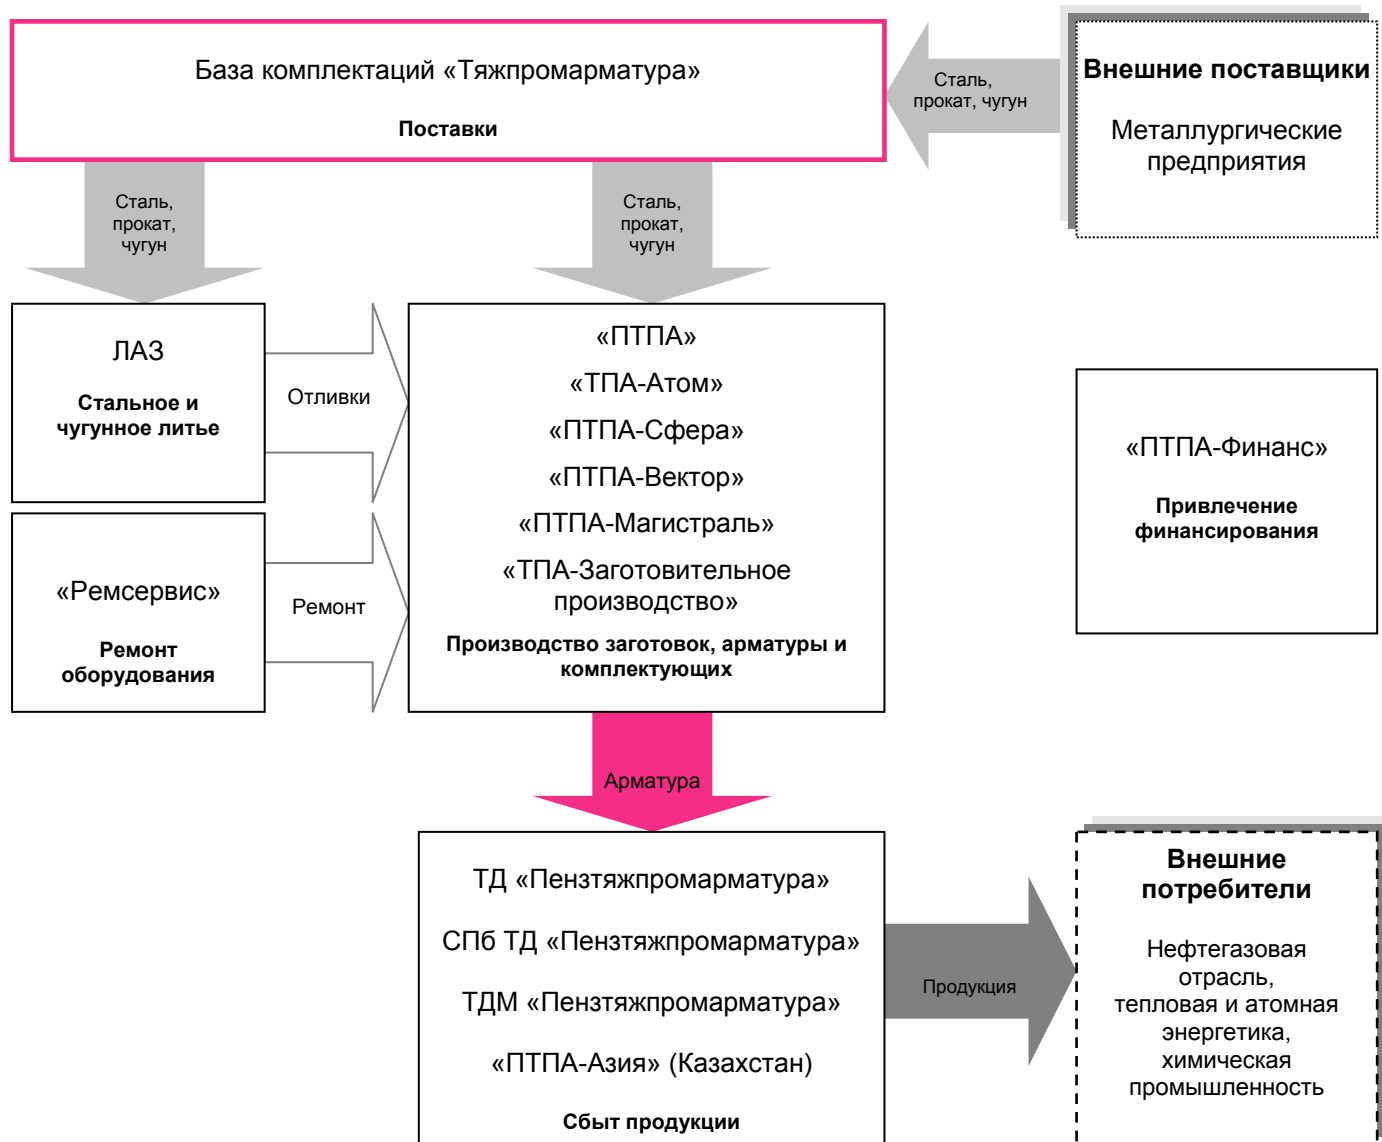 База комплектаций «Тяжпромарматура»
Поставки
Сталь,
прокат, чугун
Внешние поставщики
Металлургические
предприятия
Сталь,
прокат,
чугун
Сталь,
прокат,
чугун
ЛАЗ
Стальное и
чугунное литье
Отливки
«Ремсервис»
Ремонт
оборудования
Ремонт
«ПТПА»
«ТПА-Атом»
«ПТПА-Сфера»
«ПТПА-Вектор»
«ПТПА-Магистраль»
«ТПА-Заготовительное
производство»
Производство заготовок, арматуры и
комплектующих
«ПТПА-Финанс»
Привлечение
финансирования
Арматура
ТД «Пензтяжпромарматура»
СПб ТД «Пензтяжпромарматура»
ТДМ «Пензтяжпромарматура»
«ПТПА-Азия» (Казахстан)
Сбыт продукции
Продукция
Внешние
потребители
Нефтегазовая
отрасль,
тепловая и атомная
энергетика,
химическая
промышленность